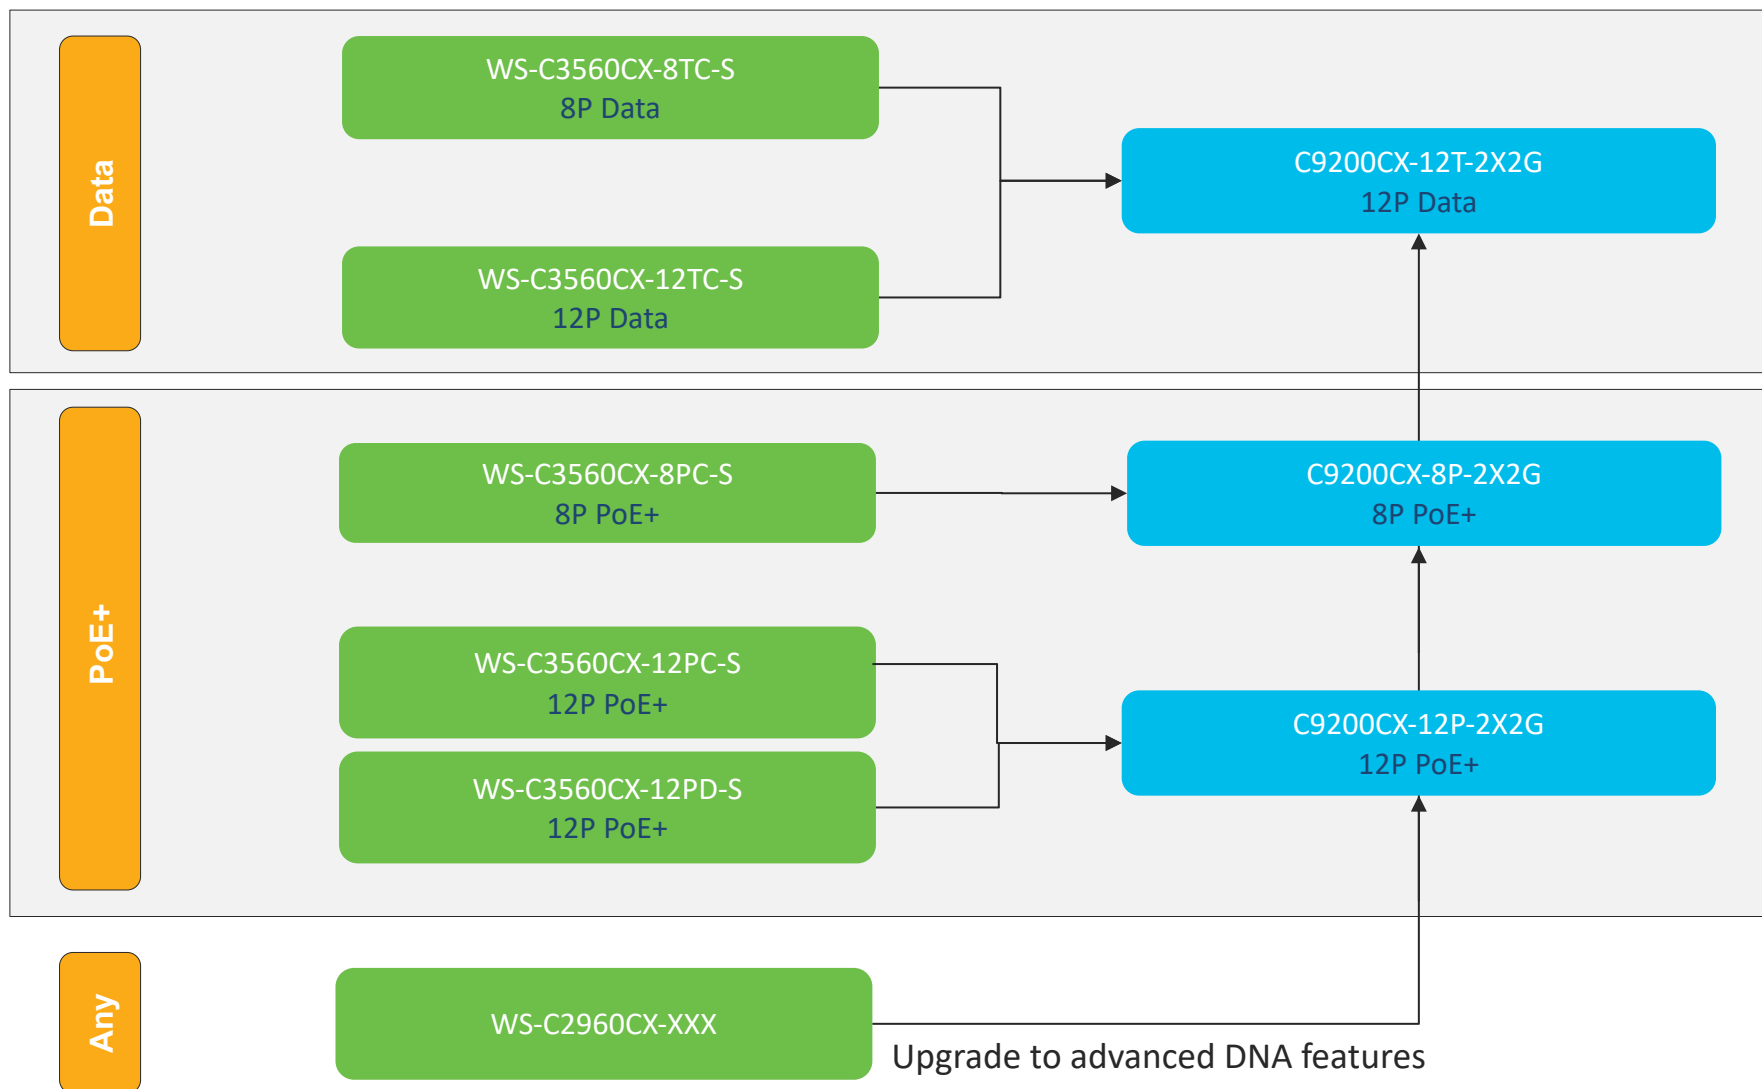 Data
WS-C3560CX-8TC-S
8P Data
C9200CX-12T-2X2G
12P Data
WS-C3560CX-12TC-S
12P Data
PoE+
WS-C3560CX-8PC-S
8P PoE+
C9200CX-8P-2X2G
8P PoE+
WS-C3560CX-12PC-S
12P PoE+
C9200CX-12P-2X2G
12P PoE+
WS-C3560CX-12PD-S
12P PoE+
Any
WS-C2960CX-XXX
Upgrade to advanced DNA features